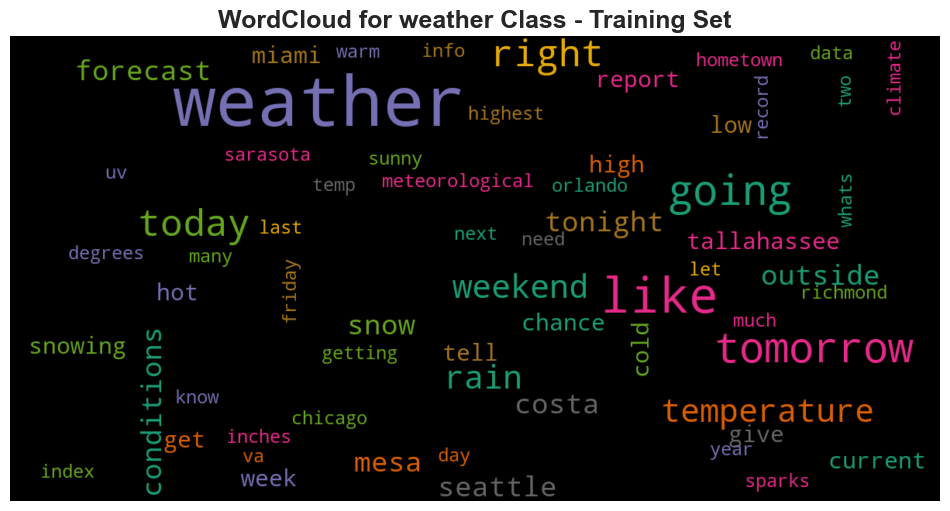 WordCloud for weather Class - Training Set
forecast
miami
warm
info
right
report
hometown
data
climate
weather
highest
low
record
two
uv
sarasota
sunny
temp
meteorological
orlando
high
going
whats
today
last
next
need
tonight
tallahassee
degrees
many
friday
let
outside
hot
weekend
like
richmond
snowing
conditions
snow
chance
cold
much
tomorrow
getting
tell
rain
know
costa
temperature
chicago
get
inches
va
give
year
current
index
week
mesa
day
seattle
sparks